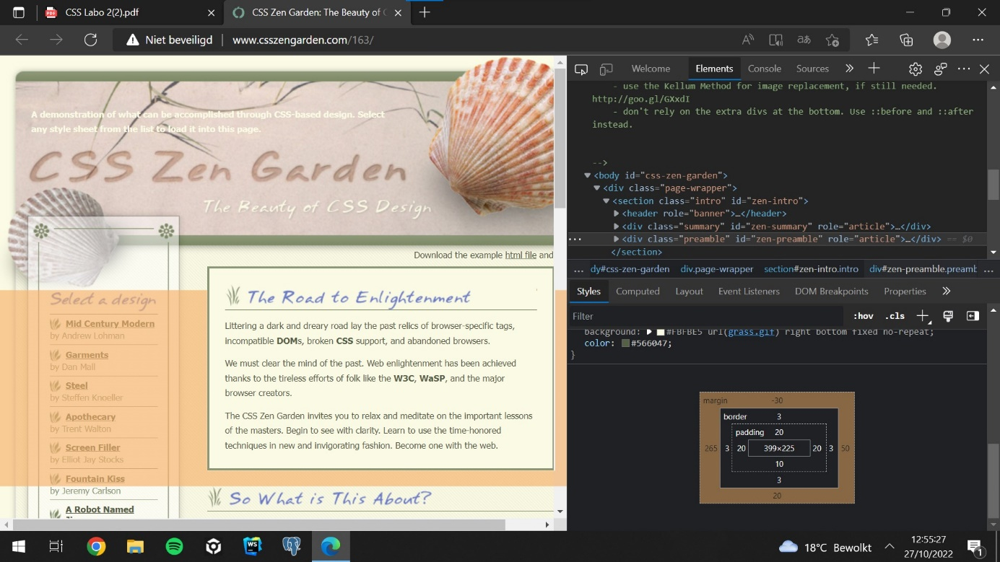 CSS Labo 2(2).pdf
CSS Zen Garden: The Beauty of C
Niet beveiligd
www.csszengarden.com/163/
A demonstration of what can be accomplished through CSS-based design. Select
any style sheet from the list to load it into this page.
CSS Zen Garden
The Beauty of CSS Design
Download the example html file and
The Road to Enlightenment
Littering a dark and dreary road lay the past relics of browser-specific tags,
incompatible DOMs, broken CSS support, and abandoned browsers.
We must clear the mind of the past. Web enlightenment has been achieved
thanks to the tireless efforts of folk like the W3C, WaSP, and the major
browser creators.
The CSS Zen Garden invites you to relax and meditate on the important lessons
of the masters. Begin to see with clarity. Learn to use the time-honored
techniques in new and invigorating fashion. Become one with the web.
So What is This About?
Select a design
Mid Century Modern
by Andrew Lohman
Garments
by Dan Mall
Steel
by Steffen Knoeller
Apothecary
by Trent Walton
Screen Filler
by Elliot Jay Stocks
Fountain Kiss
by Jeremy Carlson
A Robot Named
Welcome Elements Console Sources
- use the Kellum Method for image replacement, if still needed.
http://goo.gl/GXxdI
- don't rely on the extra divs at the bottom. Use ::before and ::after
instead.
-->
<body id="css-zen-garden">
<div class="page-wrapper">
<section class="intro" id="zen-intro">
<header role="banner">…</header>
<div class="summary" id="zen-summary" role="article">…</div>
<div class="preamble" id="zen-preamble" role="article">…</div> == $0
</section>
... dy#css-zen-garden div.page-wrapper section#zen-intro.intro div#zen-preamble.preamb ...
Styles Computed Layout Event Listeners DOM Breakpoints Properties
Filter :hov .cls
background: #FBFBE5 url(grass.gif) right bottom fixed no-repeat;
color: #566047;
}
margin -30
border 3
padding 20
265 3 20 399×225 20 3 50
10
3
20
18°C Bewolkt
12:55:27
27/10/2022
1